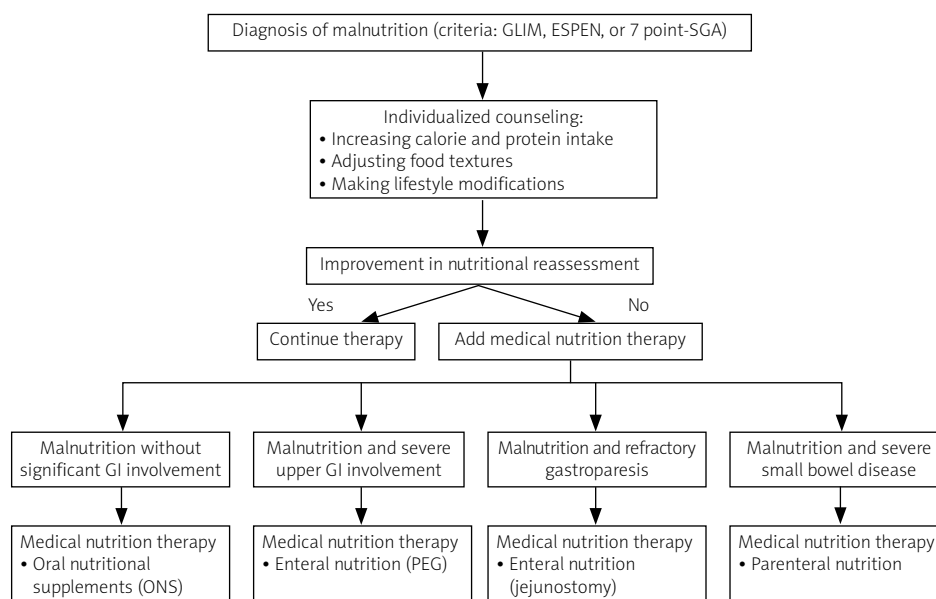 Diagnosis of malnutrition (criteria: GLIM, ESPEN, or 7 point-SGA)
Individualized counseling:
• Increasing calorie and protein intake
• Adjusting food textures
• Making lifestyle modifications
Improvement in nutritional reassessment
Yes
No
Continue therapy
Add medical nutrition therapy
Malnutrition without
significant GI involvement
Malnutrition and severe
upper GI involvement
Malnutrition and refractory
gastroparesis
Malnutrition and severe
small bowel disease
Medical nutrition therapy
• Oral nutritional
supplements (ONS)
Medical nutrition therapy
• Enteral nutrition (PEG)
Medical nutrition therapy
• Enteral nutrition
(jejunostomy)
Medical nutrition therapy
• Parenteral nutrition